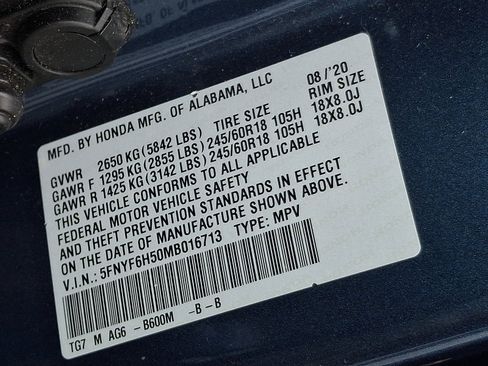 MFD. BY HONDA MFG. OF ALABAMA, LLC 08/'20
GVWR 2650 KG (5842 LBS) TIRE SIZE RIM SIZE
GAWR F 1295 KG (2855 LBS) 245/60R18 105H 18X8.0J
GAWR R 1425 KG (3142 LBS) 245/60R18 105H 18X8.0J
THIS VEHICLE CONFORMS TO ALL APPLICABLE
FEDERAL MOTOR VEHICLE SAFETY
AND THEFT PREVENTION STANDARDS IN EFFECT
ON THE DATE OF MANUFACTURE SHOWN ABOVE.
V.I.N.: 5FNYF6H50MB016713 TYPE: MPV
TG7 M AG6 -B600M -B-B